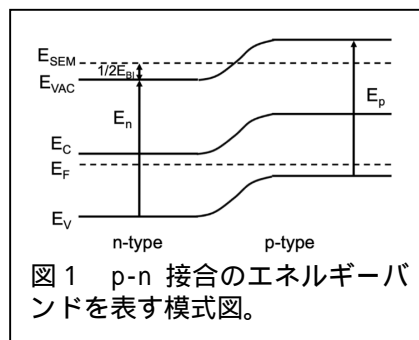 E_SEM
1/2E_BI
E_VAC
E_n
E_p
E_C
E_F
E_V
n-type
p-type
図1 p-n 接合のエネルギーバ
ンドを表す模式図。